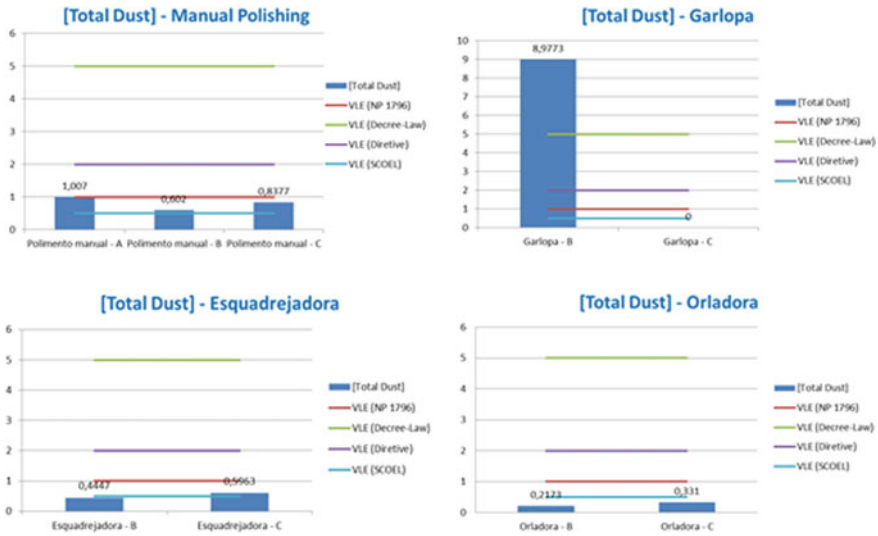 [Total Dust] - Manual Polishing
6
5
4
3
2
1
0
1,007
0,602
0,8377
Polimento manual - A
Polimento manual - B
Polimento manual - C
[Total Dust]
VLE (NP 1796)
VLE (Decree-Law)
VLE (Diretive)
VLE (SCOEL)
[Total Dust] - Garlopa
10
9
8
7
6
5
4
3
2
1
0
8,9773
0
Garlopa - B
Garlopa - C
[Total Dust]
VLE (NP 1796)
VLE (Decree-Law)
VLE (Diretive)
VLE (SCOEL)
[Total Dust] - Esquadrejadora
6
5
4
3
2
1
0
0,4447
0,5963
Esquadrejadora - B
Esquadrejadora - C
[Total Dust]
VLE (NP 1796)
VLE (Decree-Law)
VLE (Diretive)
VLE (SCOEL)
[Total Dust] - Orladora
6
5
4
3
2
1
0
0,2173
0,331
Orladora - B
Orladora - C
[Total Dust]
VLE (NP 1796)
VLE (Decree-Law)
VLE (Diretive)
VLE (SCOEL)